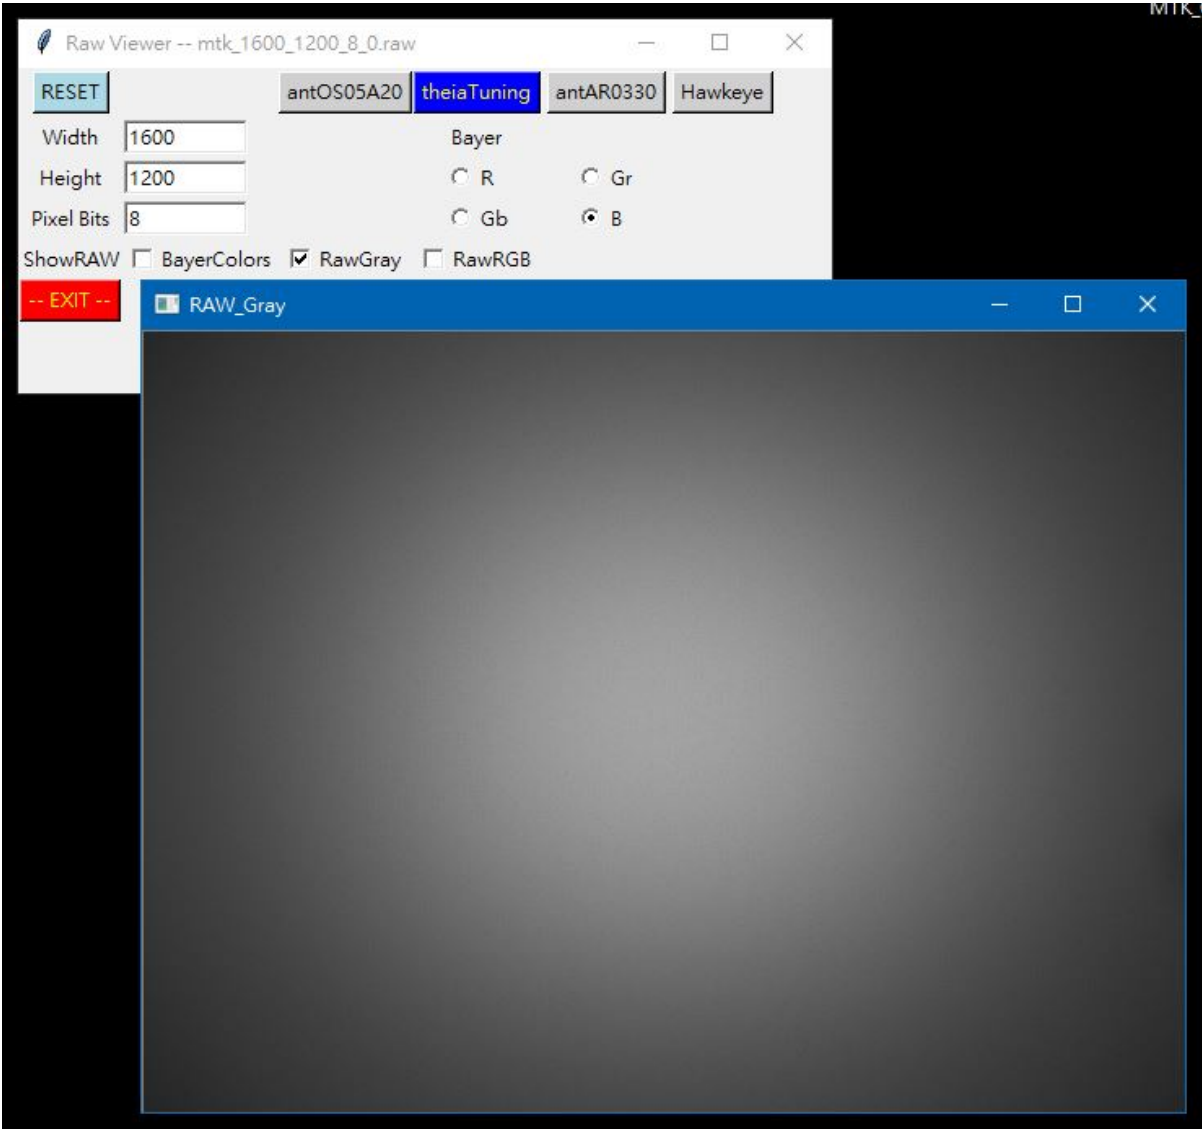 MTK_
Raw Viewer -- mtk_1600_1200_8_0.raw
RESET antOS05A20 theiaTuning antAR0330 Hawkeye
Width 1600 Bayer
Height 1200 R Gr
Pixel Bits 8 Gb B
ShowRAW BayerColors RawGray RawRGB
-- EXIT --
RAW_Gray